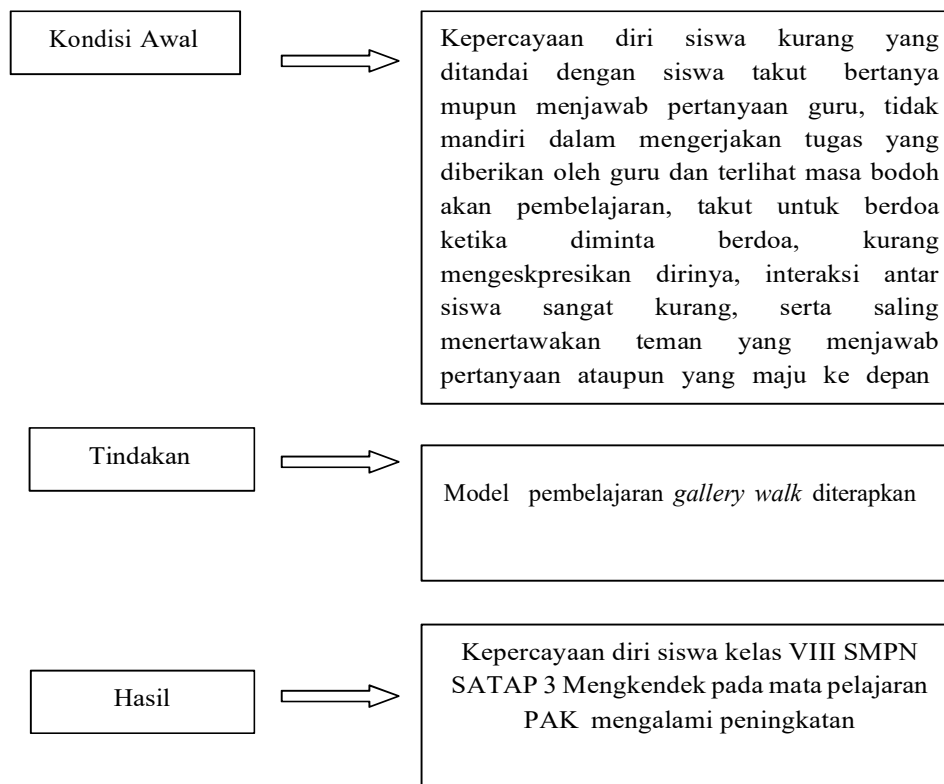 Kondisi Awal
Kepercayaan diri siswa kurang yang
ditandai dengan siswa takut bertanya
mupun menjawab pertanyaan guru, tidak
mandiri dalam mengerjakan tugas yang
diberikan oleh guru dan terlihat masa bodoh
akan pembelajaran, takut untuk berdoa
ketika diminta berdoa, kurang
mengeskpresikan dirinya, interaksi antar
siswa sangat kurang, serta saling
menertawakan teman yang menjawab
pertanyaan ataupun yang maju ke depan
Tindakan
Model pembelajaran gallery walk diterapkan
Hasil
Kepercayaan diri siswa kelas VIII SMPN
SATAP 3 Mengkendek pada mata pelajaran
PAK mengalami peningkatan